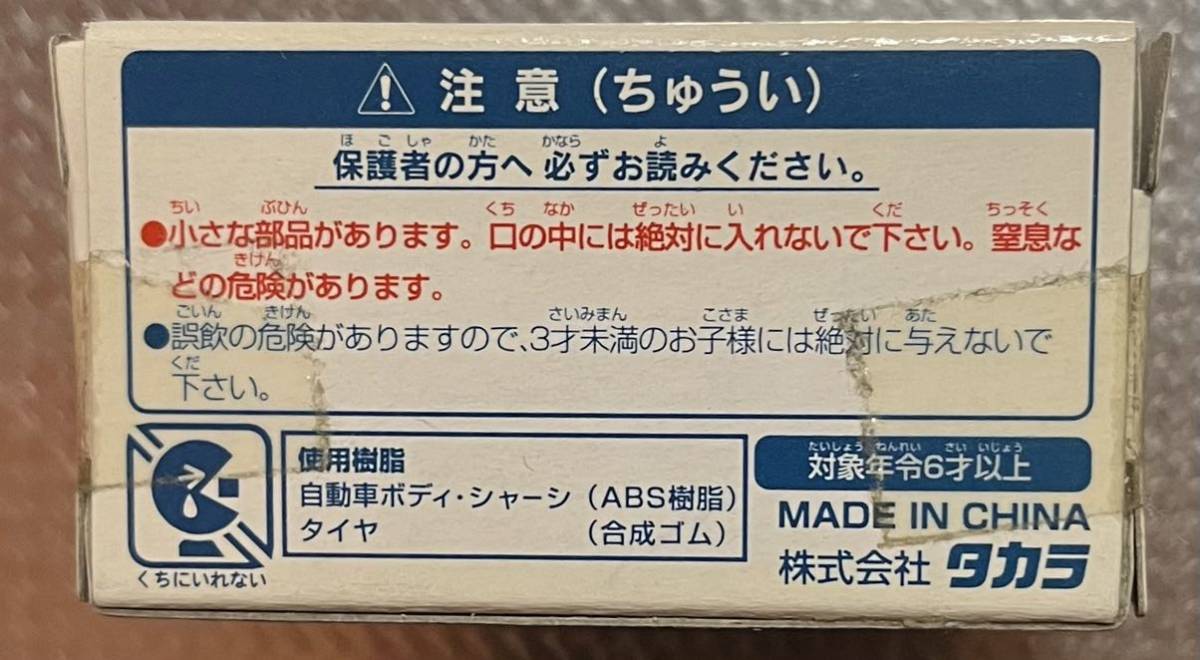 注意（ちゅうい）
ほごしゃ かた かなら よ
保護者の方へ 必ずお読みください。
ちい ぶひん くち なか ぜったい い くだ ちっそく
●小さな部品があります。口の中には絶対に入れないで下さい。窒息な
きけん
どの危険があります。
ごいん きけん さいみまん こさま ぜったい あた
●誤飲の危険がありますので、3才未満のお子様には絶対に与えないで
くだ
下さい。
くちにいれない
使用樹脂
自動車ボディ・シャーシ（ABS樹脂）
タイヤ （合成ゴム）
たいしょう ねんれい さい いじょう
対象年令6才以上
MADE IN CHINA
株式会社 タカラ